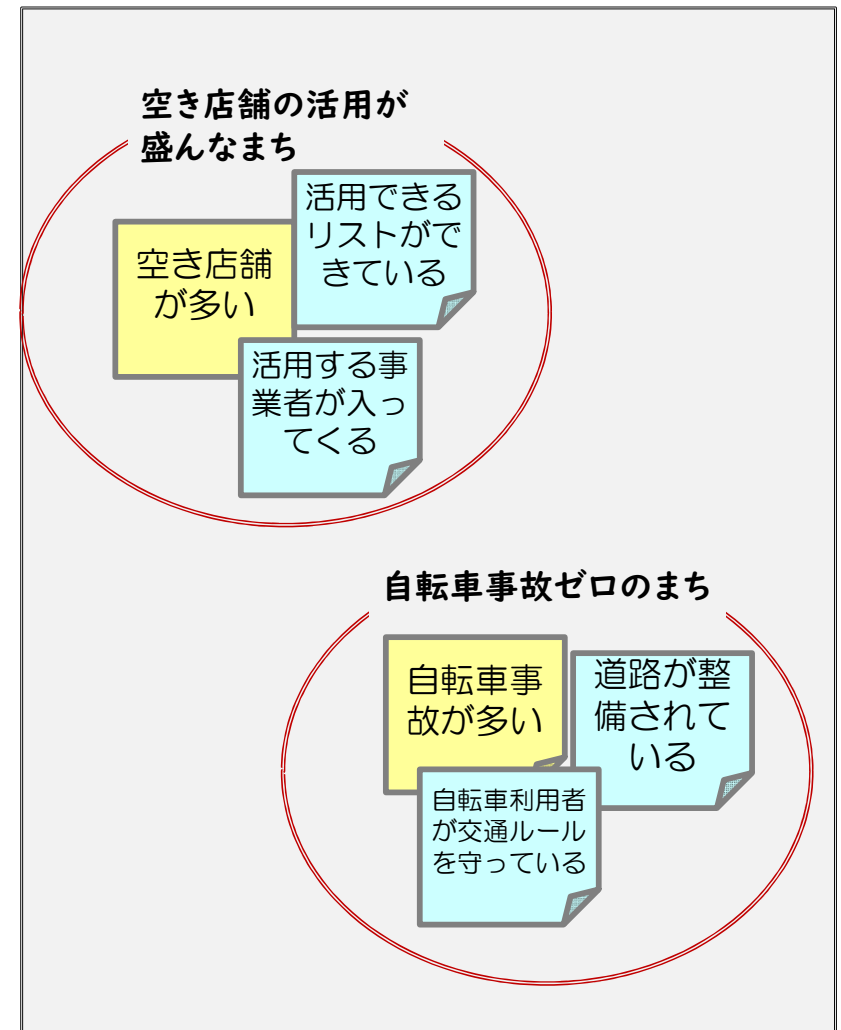 空き店舗の活用が
盛んなまち
空き店舗
が多い
活用できる
リストがで
きている
活用する事
業者が入っ
てくる
自転車事故ゼロのまち
自転車事
故が多い
道路が整
備されて
いる
自転車利用者
が交通ルール
を守っている